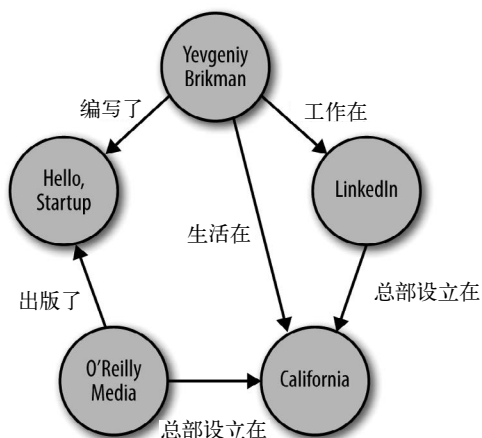 Yevgeniy
Brikman
编写了
工作在
Hello,
Startup
LinkedIn
生活在
总部设立在
出版了
O'Reilly
Media
California
总部设立在